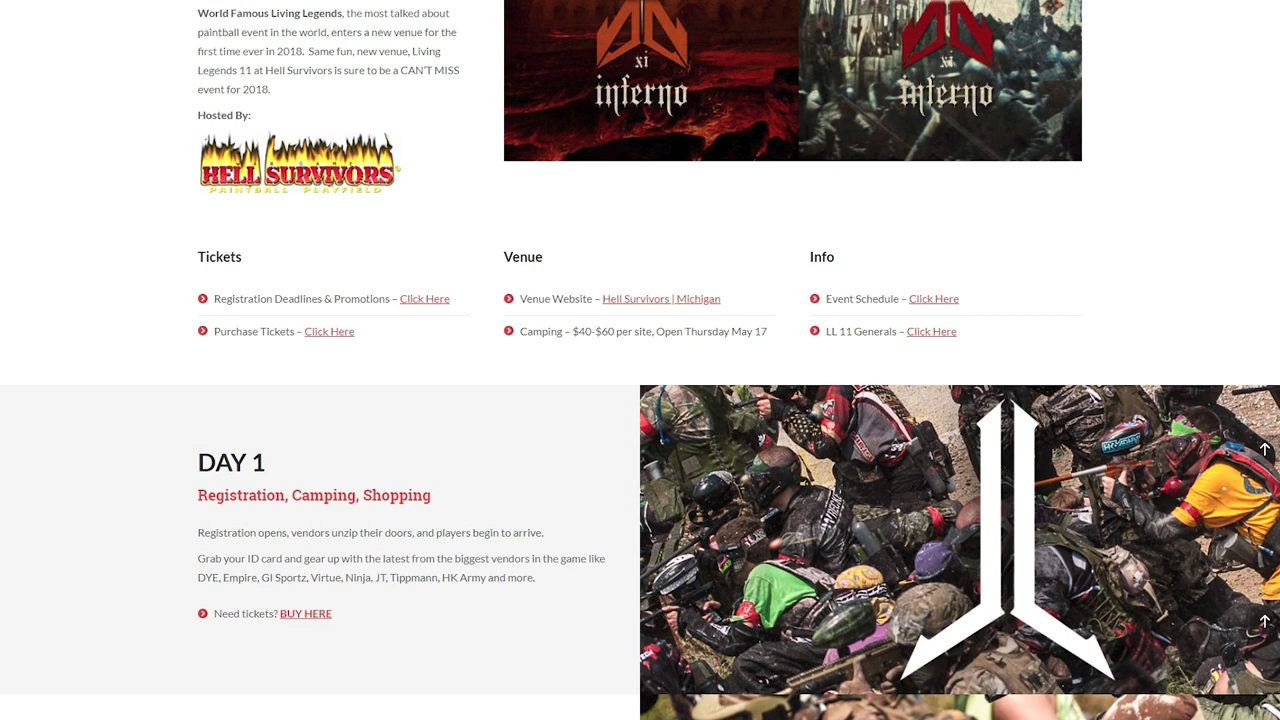 World Famous Living Legends, the most talked about
paintball event in the world, enters a new venue for the
first time ever in 2018.  Same fun, new venue, Living
Legends 11 at Hell Survivors is sure to be a CAN'T MISS
event for 2018.
Hosted By:
HELL SURVIVORS
PAINTBALL PLAYFIELD
xi
inferno
xi
inferno
Tickets
Registration Deadlines & Promotions – Click Here
Purchase Tickets – Click Here
Venue
Venue Website – Hell Survivors | Michigan
Camping – $40-$60 per site, Open Thursday May 17
Info
Event Schedule – Click Here
LL 11 Generals – Click Here
DAY 1
Registration, Camping, Shopping
Registration opens, vendors unzip their doors, and players begin to arrive.
Grab your ID card and gear up with the latest from the biggest vendors in the game like
DYE, Empire, GI Sportz, Virtue, Ninja, JT, Tippmann, HK Army and more.
Need tickets? BUY HERE